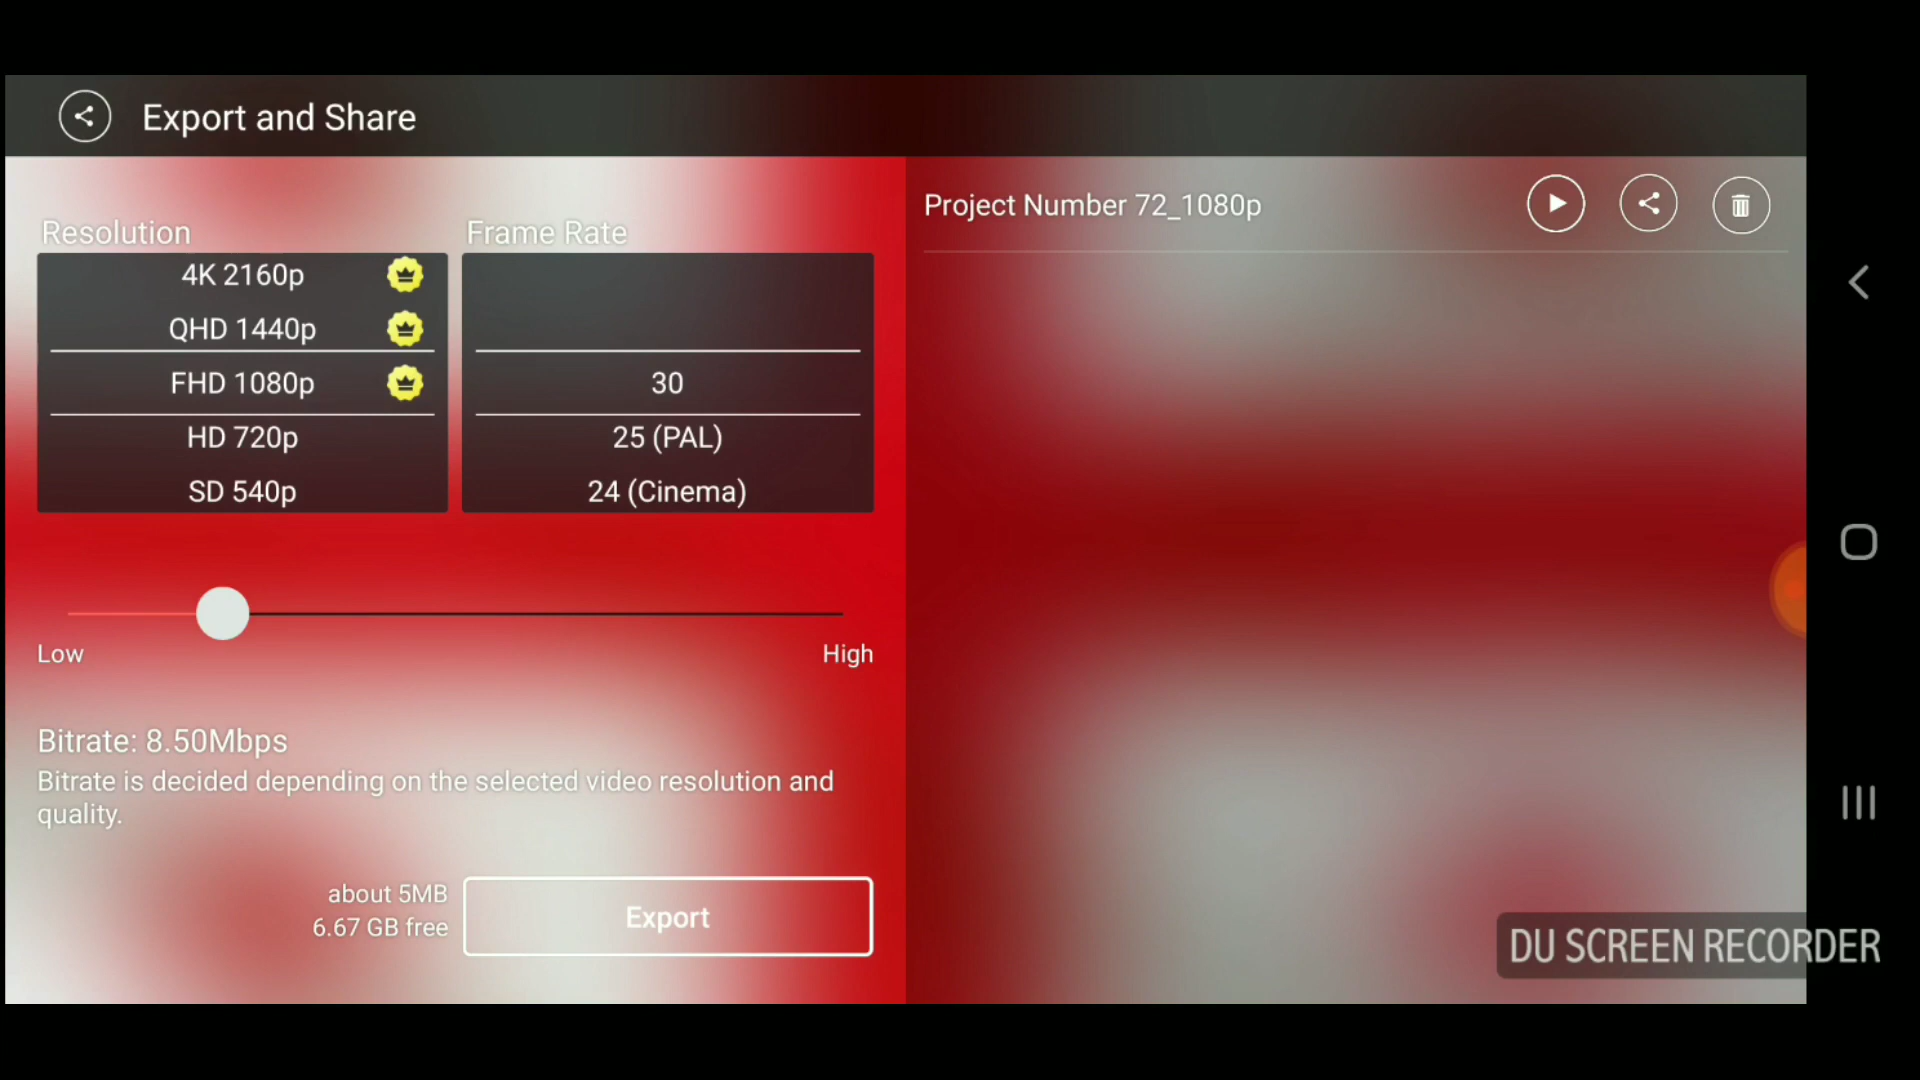 Export and Share
Resolution
4K 2160p
QHD 1440p
FHD 1080p
HD 720p
SD 540p
Frame Rate
30
25 (PAL)
24 (Cinema)
Low
High
Bitrate: 8.50Mbps
Bitrate is decided depending on the selected video resolution and
quality.
about 5MB
6.67 GB free
Export
Project Number 72_1080p
DU SCREEN RECORDER